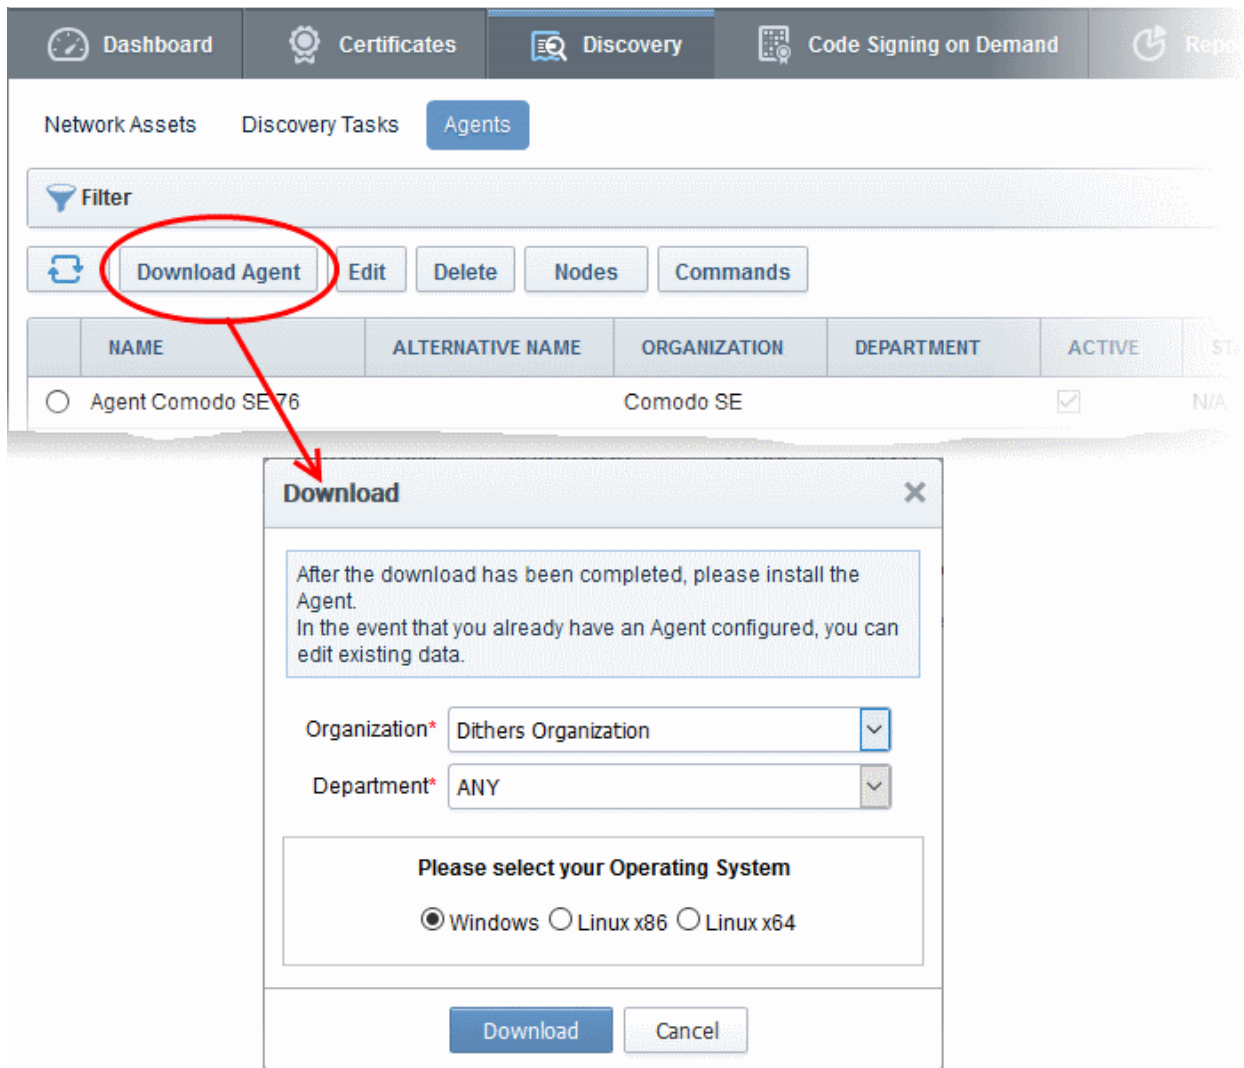 Dashboard Certificates Discovery Code Signing on Demand
Network Assets Discovery Tasks Agents
Filter
Download Agent Edit Delete Nodes Commands
NAME ALTERNATIVE NAME ORGANIZATION DEPARTMENT ACTIVE
Agent Comodo SE 76 Comodo SE N/A
Download
After the download has been completed, please install the
Agent.
In the event that you already have an Agent configured, you can
edit existing data.
Organization* Dithers Organization
Department* ANY
Please select your Operating System
Windows Linux x86 Linux x64
Download Cancel